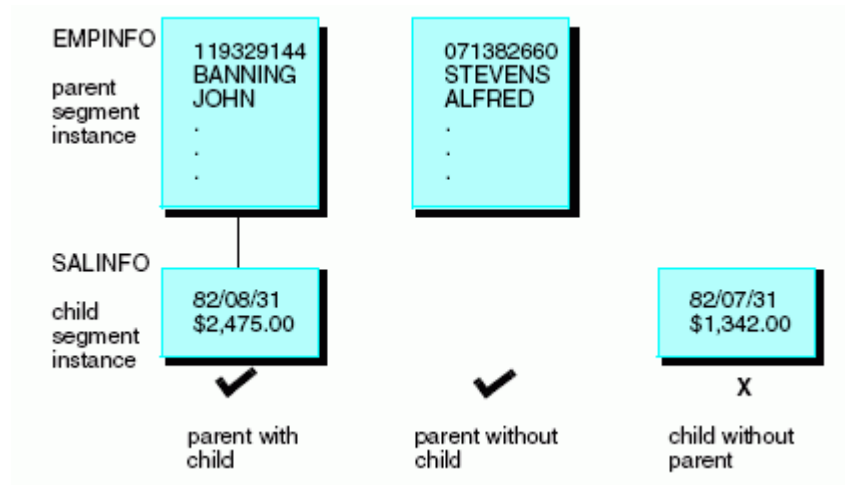 EMPINFO
parent
segment
instance
119329144
BANNING
JOHN
.
.
.
071382660
STEVENS
ALFRED
.
.
.
SALINFO
child
segment
instance
82/08/31
$2,475.00
82/07/31
$1,342.00
X
parent with
child
parent without
child
child without
parent